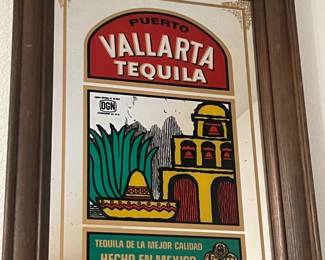 PUERTO
VALLARTA
TEQUILA
DGN
TEQUILA DE LA MEJOR CALIDAD
HECHO EN MEXICO